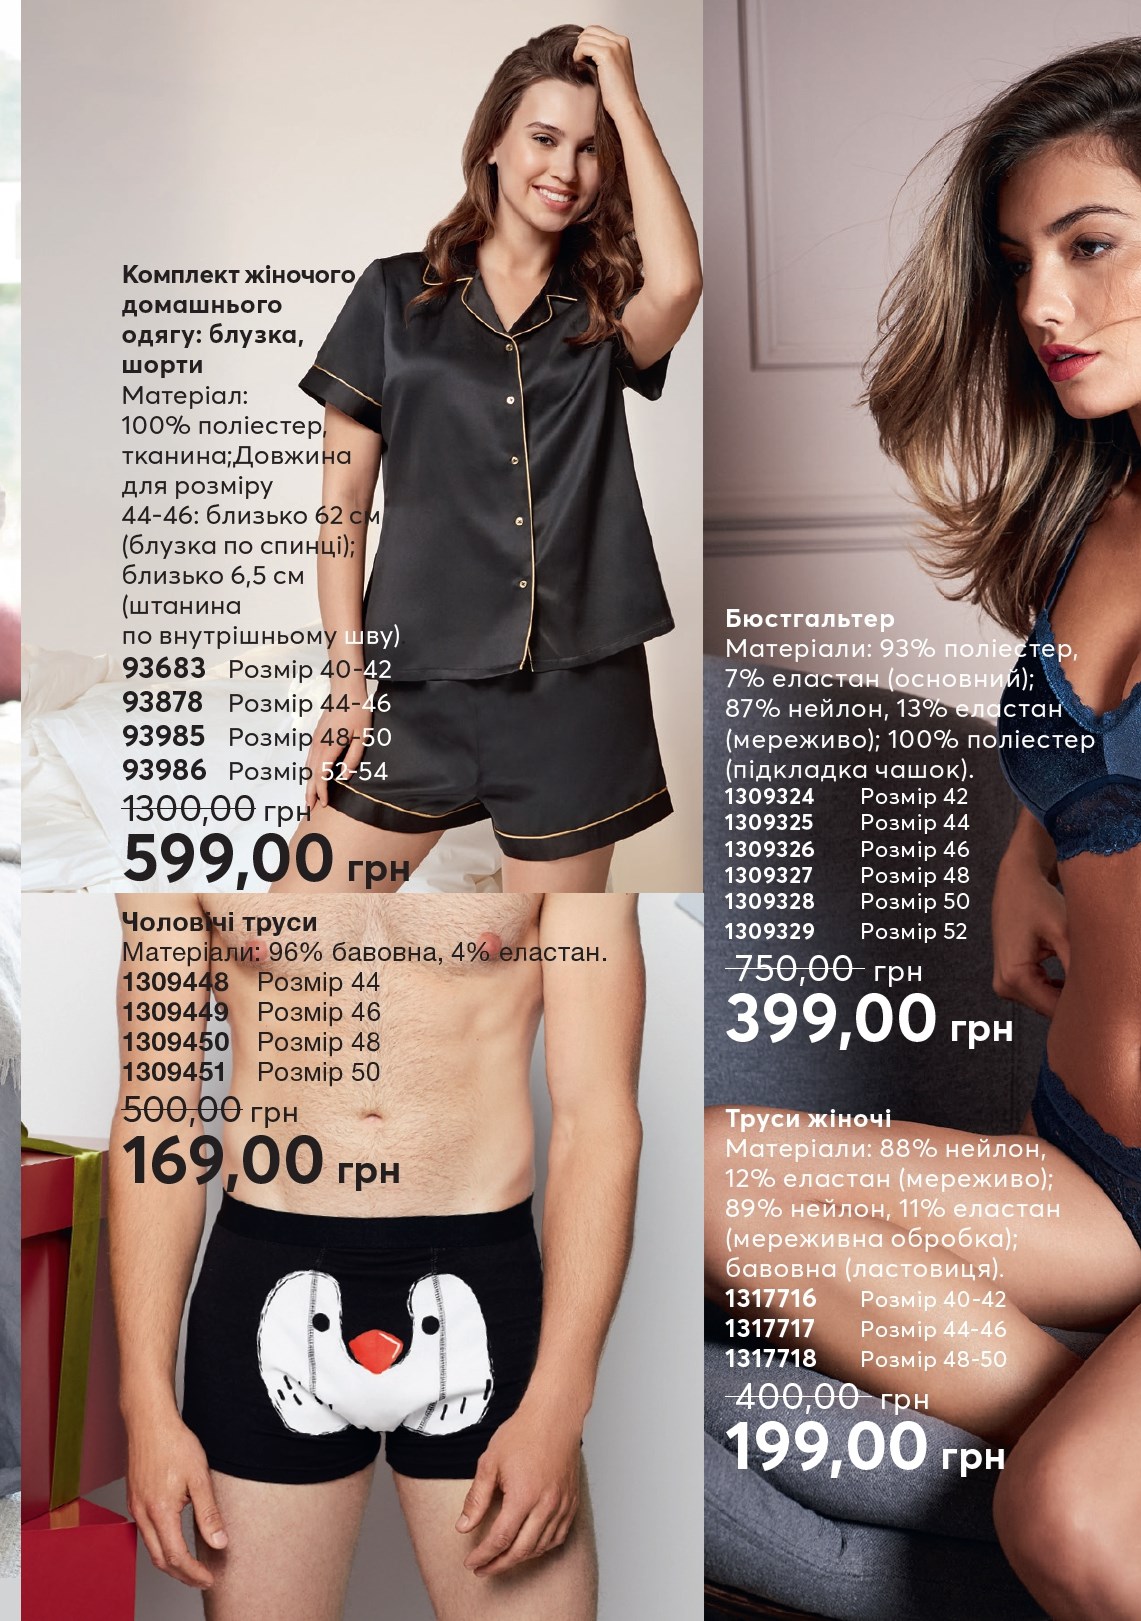 Комплект жіночого
домашнього
одягу: блузка,
шорти
Матеріал:
100% поліестер,
тканина;Довжина
для розміру
44-46: близько 62 см
(блузка по спинці);
близько 6,5 см
(штанина
по внутрішньому шву)
93683 Розмір 40-42
93878 Розмір 44-46
93985 Розмір 48-50
93986 Розмір 52-54
1300,00 грн
599,00 грн
Чоловічі труси
Матеріали: 96% бавовна, 4% еластан.
1309448 Розмір 44
1309449 Розмір 46
1309450 Розмір 48
1309451 Розмір 50
500,00 грн
169,00 грн
Бюстгальтер
Матеріали: 93% поліестер,
7% еластан (основний);
87% нейлон, 13% еластан
(мереживо); 100% поліестер
(підкладка чашок).
1309324 Розмір 42
1309325 Розмір 44
1309326 Розмір 46
1309327 Розмір 48
1309328 Розмір 50
1309329 Розмір 52
750,00 грн
399,00 грн
Труси жіночі
Матеріали: 88% нейлон,
12% еластан (мереживо);
89% нейлон, 11% еластан
(мереживна обробка);
бавовна (ластовиця).
1317716 Розмір 40-42
1317717 Розмір 44-46
1317718 Розмір 48-50
400,00 грн
199,00 грн